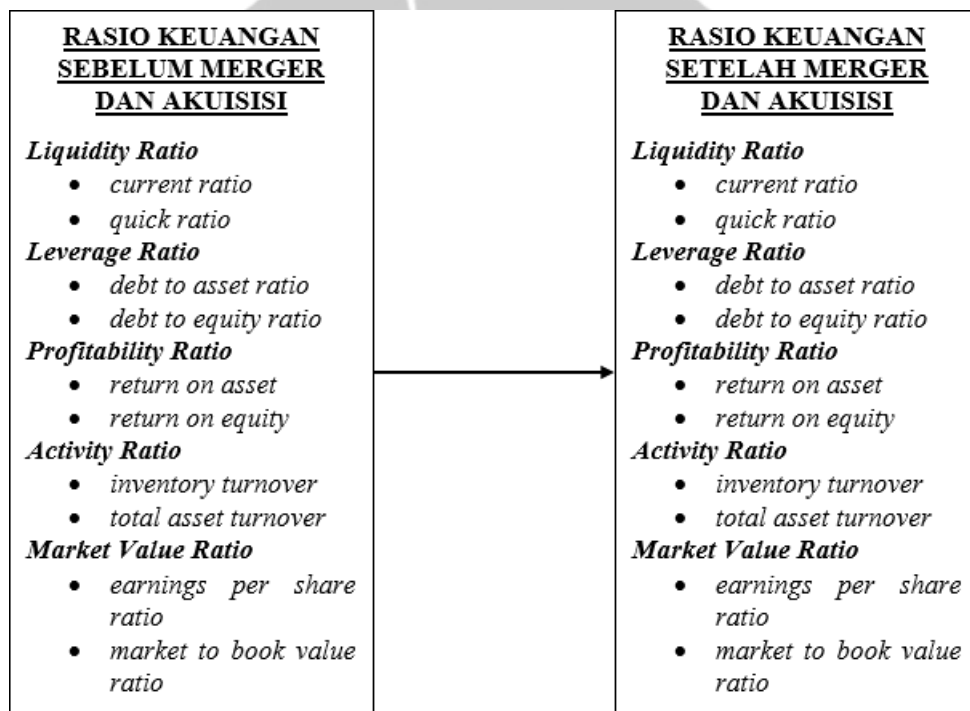 RASIO KEUANGAN
SEBELUM MERGER
DAN AKUISISI
Liquidity Ratio
• current ratio
• quick ratio
Leverage Ratio
• debt to asset ratio
• debt to equity ratio
Profitability Ratio
• return on asset
• return on equity
Activity Ratio
• inventory turnover
• total asset turnover
Market Value Ratio
• earnings per share
ratio
• market to book value
ratio
RASIO KEUANGAN
SETELAH MERGER
DAN AKUISISI
Liquidity Ratio
• current ratio
• quick ratio
Leverage Ratio
• debt to asset ratio
• debt to equity ratio
Profitability Ratio
• return on asset
• return on equity
Activity Ratio
• inventory turnover
• total asset turnover
Market Value Ratio
• earnings per share
ratio
• market to book value
ratio